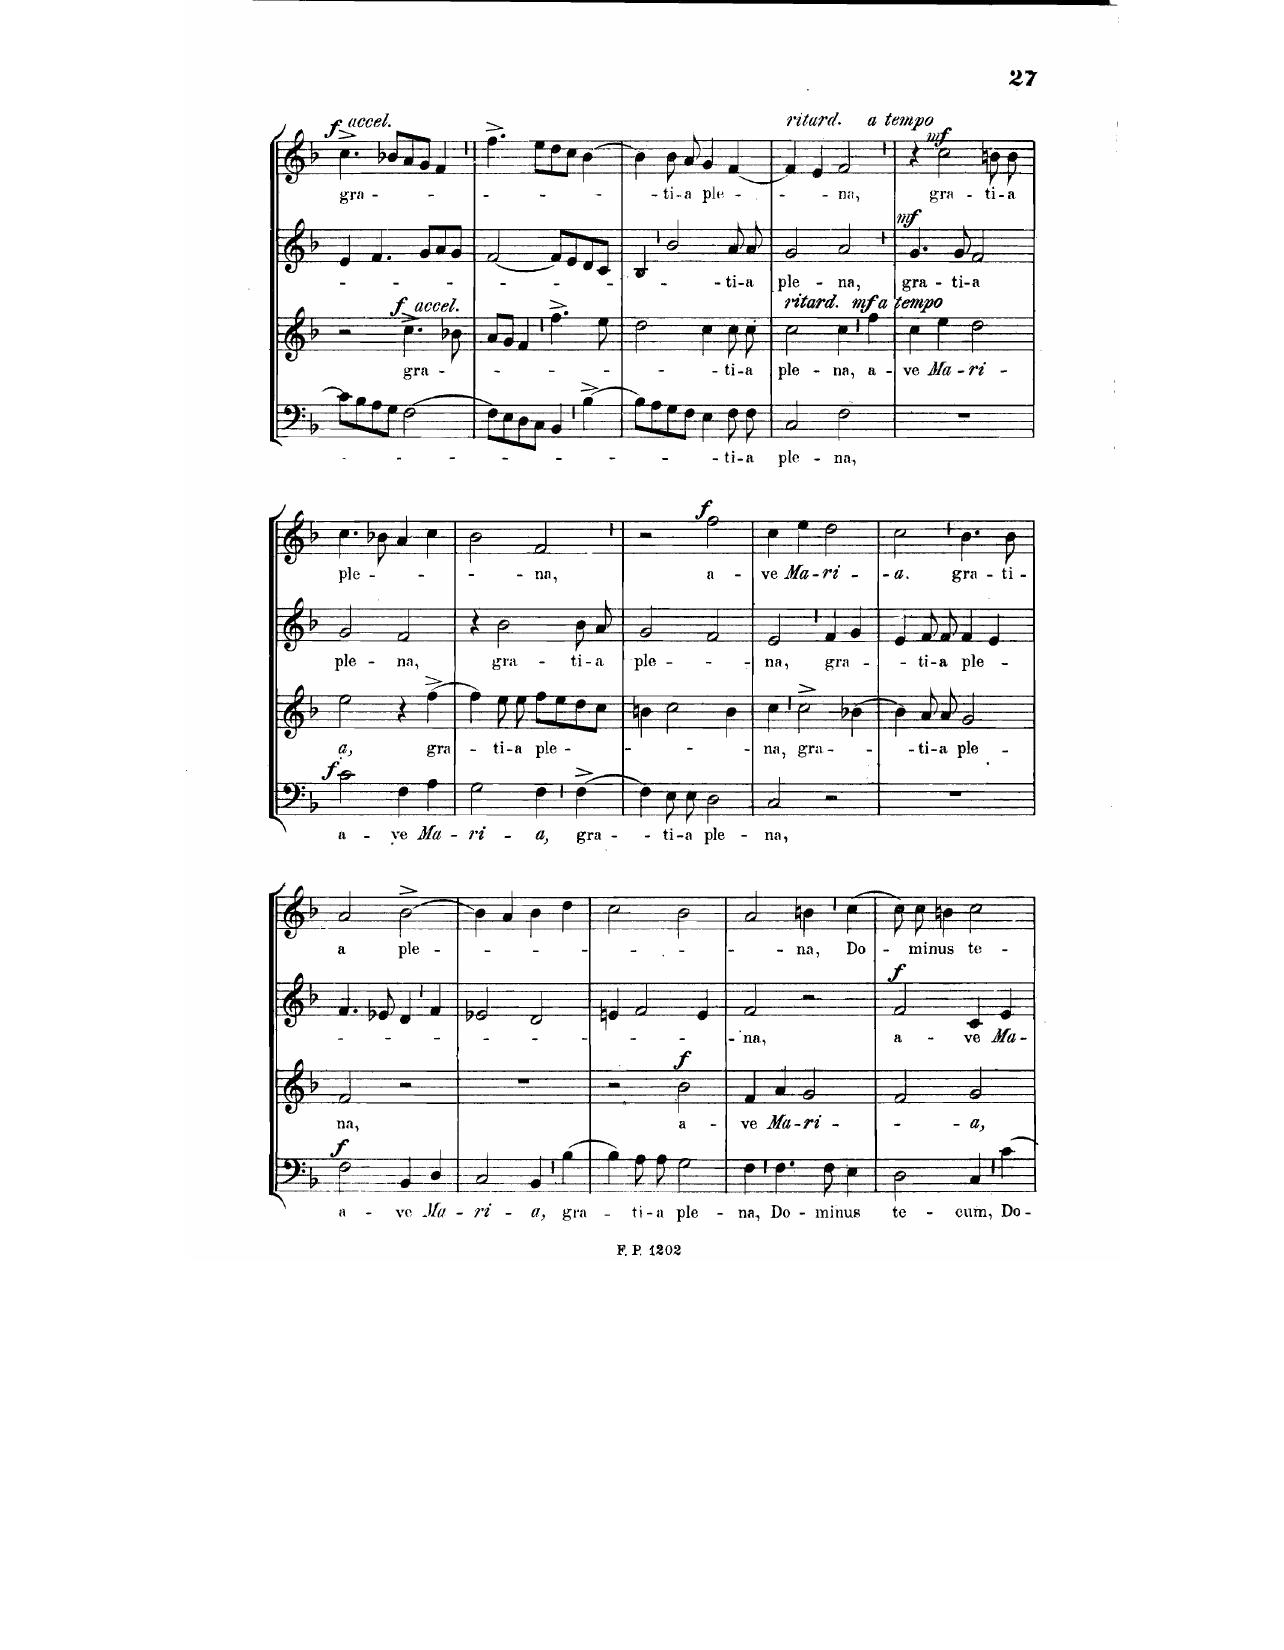 27
f accel. ritard. a tempo mf
gra - - - - - - - - ti - a ple - - - na, gra - ti - a
mf
- - - - - - - - - - ti - a ple - na, gra - ti - a
f accel. ritard. mf a tempo
gra - - - - - - - ti - a ple - na, a - ve Ma - ri -
- - - - - - - - - ti - a ple - na,
f
ple - - - - na, a - ve Ma - ri - - a. gra - ti -
ple - na, gra - ti - a ple - - - na, gra - - ti - a ple -
a, gra - ti - a ple - - - - - na, gra - - - ti - a ple -
f
a - ve Ma - ri - a, gra - - ti - a ple - na,
a ple - - - - - - - - - na, Do - minus te -
f
- - - - - - - - - - na, a - ve Ma -
f
na, a - ve Ma - ri - - - a,
f
a - ve Ma - ri - a, gra - ti - a ple - na, Do - minus te - cum, Do -
F. P. 1202